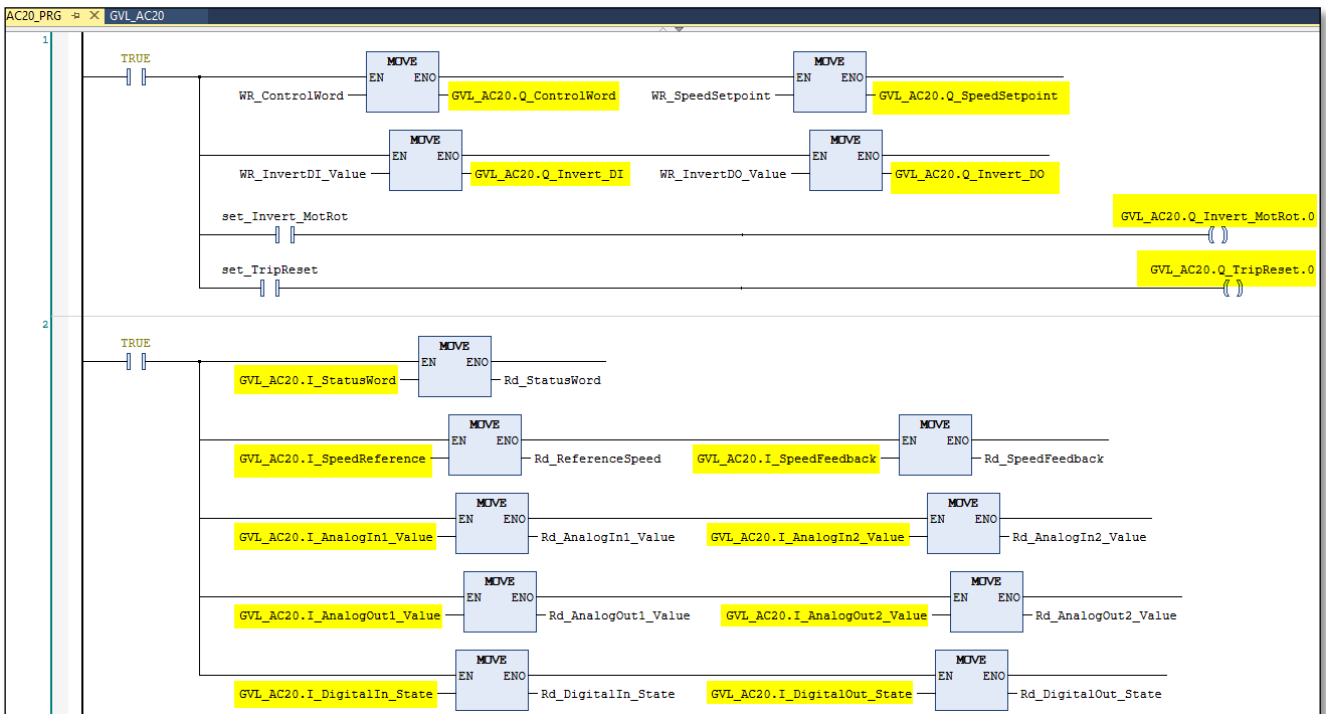 AC20_PRG GVL_AC20
1
TRUE
MOVE MOVE
EN ENO EN ENO
WR_ControlWord GVL_AC20.Q_ControlWord WR_SpeedSetpoint GVL_AC20.Q_SpeedSetpoint
MOVE MOVE
EN ENO EN ENO
WR_InvertDI_Value GVL_AC20.Q_Invert_DI WR_InvertDO_Value GVL_AC20.Q_Invert_DO
set_Invert_MotRot GVL_AC20.Q_Invert_MotRot.0
set_TripReset GVL_AC20.Q_TripReset.0
2
TRUE
MOVE
EN ENO
GVL_AC20.I_StatusWord Rd_StatusWord
MOVE MOVE
EN ENO EN ENO
GVL_AC20.I_SpeedReference Rd_ReferenceSpeed GVL_AC20.I_SpeedFeedback Rd_SpeedFeedback
MOVE MOVE
EN ENO EN ENO
GVL_AC20.I_AnalogIn1_Value Rd_AnalogIn1_Value GVL_AC20.I_AnalogIn2_Value Rd_AnalogIn2_Value
MOVE MOVE
EN ENO EN ENO
GVL_AC20.I_AnalogOut1_Value Rd_AnalogOut1_Value GVL_AC20.I_AnalogOut2_Value Rd_AnalogOut2_Value
MOVE MOVE
EN ENO EN ENO
GVL_AC20.I_DigitalIn_State Rd_DigitalIn_State GVL_AC20.I_DigitalOut_State Rd_DigitalOut_State